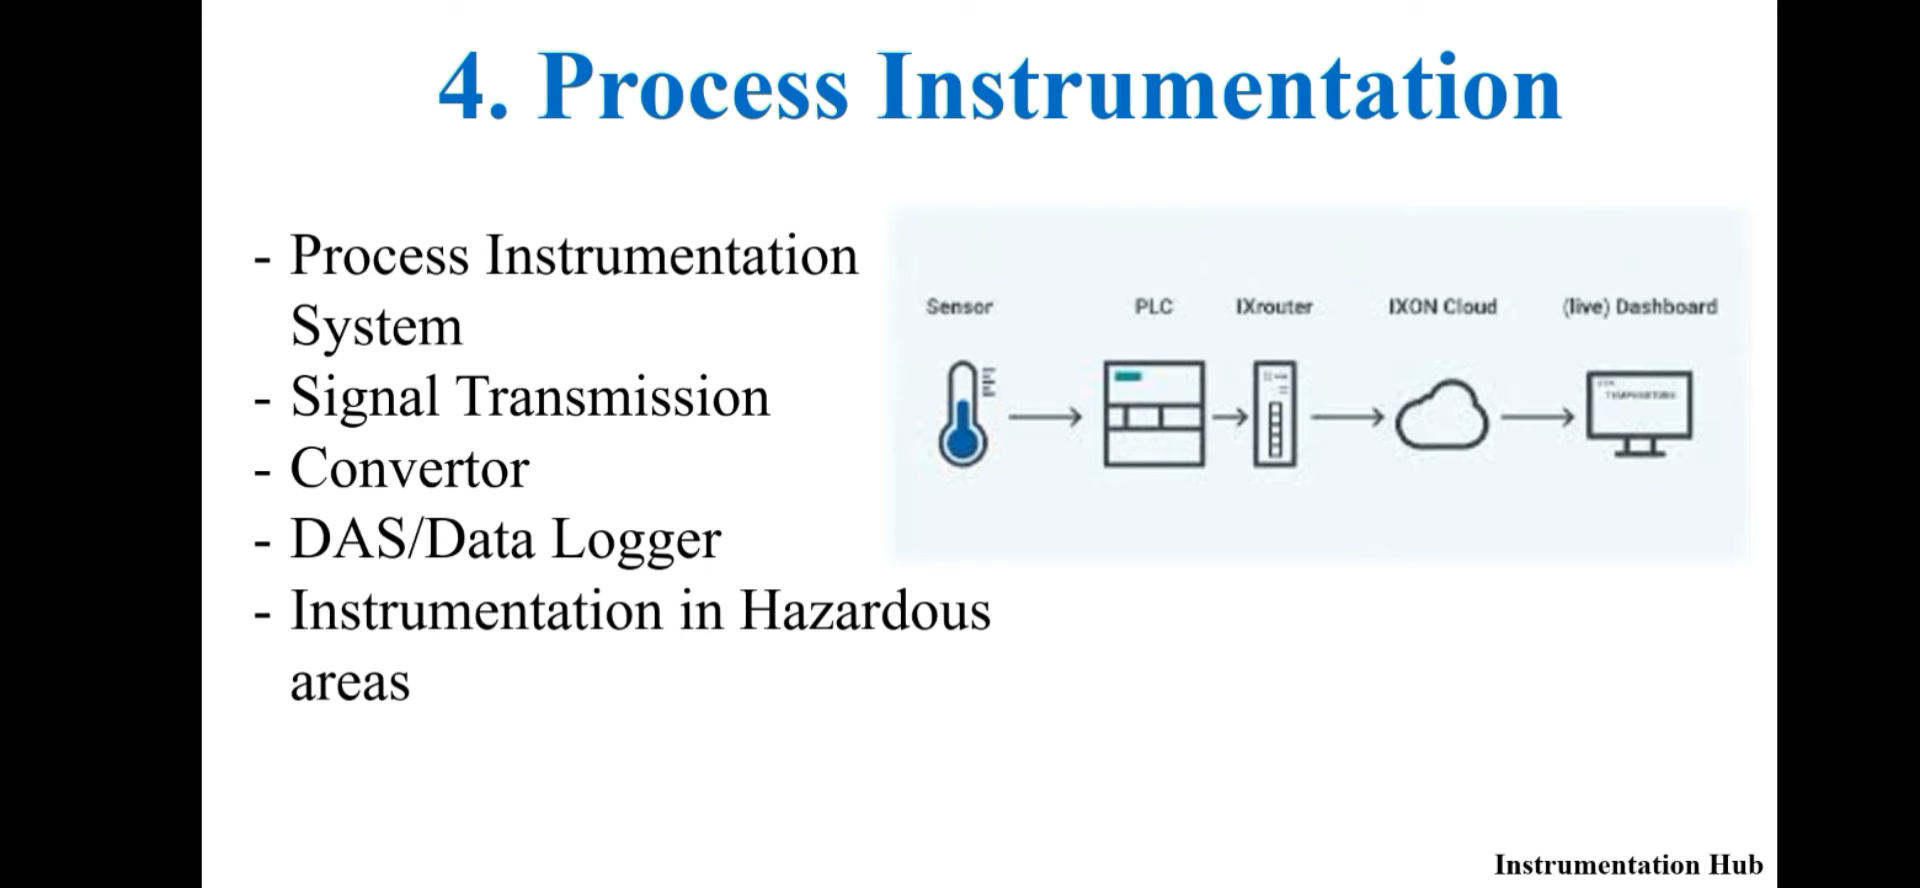 4. Process Instrumentation
- Process Instrumentation
System
- Signal Transmission
- Convertor
- DAS/Data Logger
- Instrumentation in Hazardous
areas
Sensor
PLC
IXrouter
IXON Cloud
(live) Dashboard
Instrumentation Hub